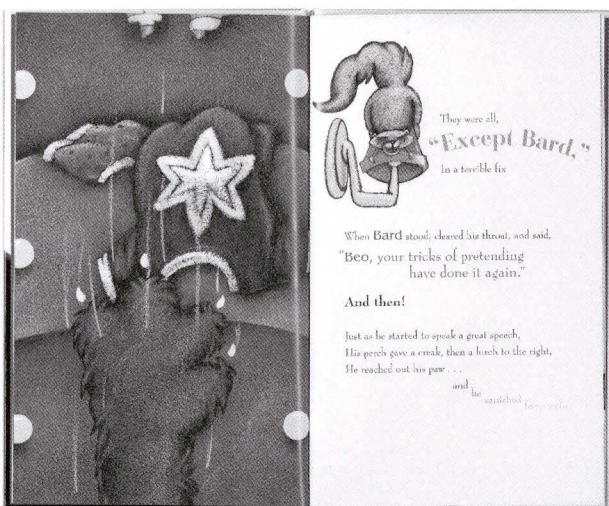 They were all,
"Except Bard,"
In a terrible fix
When Bard stood, cleared his throat, and said,
"Beo, your tricks of pretending
have done it again."
And then!
Just as he started to speak a great speech,
His perch gave a creak, then a lurch to the right,
He reached out his paw . . .
and
he
vanished